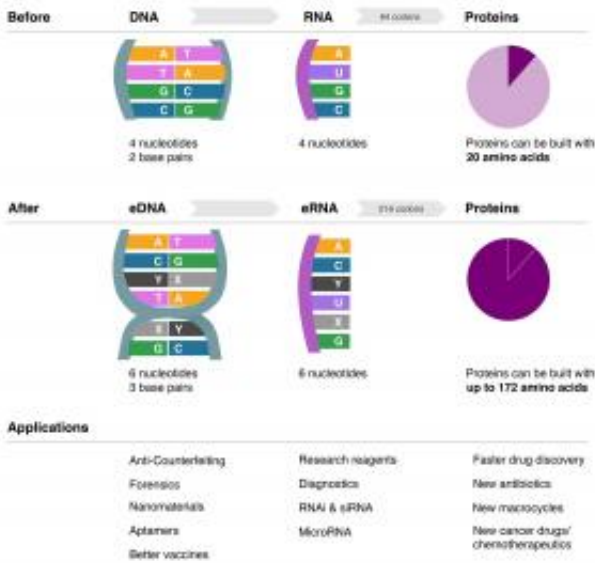 Before DNA RNA 64 codons Proteins
A T A
T A U
G C G
C G C
4 nucleotides 4 nucleotides Proteins can be built with
2 base pairs 20 amino acids
After eDNA eRNA 216 codons Proteins
A T A
C G C
Y X Y
T A U
X Y X
G C G
6 nucleotides 6 nucleotides Proteins can be built with
3 base pairs up to 172 amino acids
Applications
Anti-Counterfeiting Research reagents Faster drug discovery
Forensics Diagnostics New antibiotics
Nanomaterials RNAi & siRNA New macrocycles
Aptamers MicroRNA New cancer drugs/
chemotherapeutics
Better vaccines